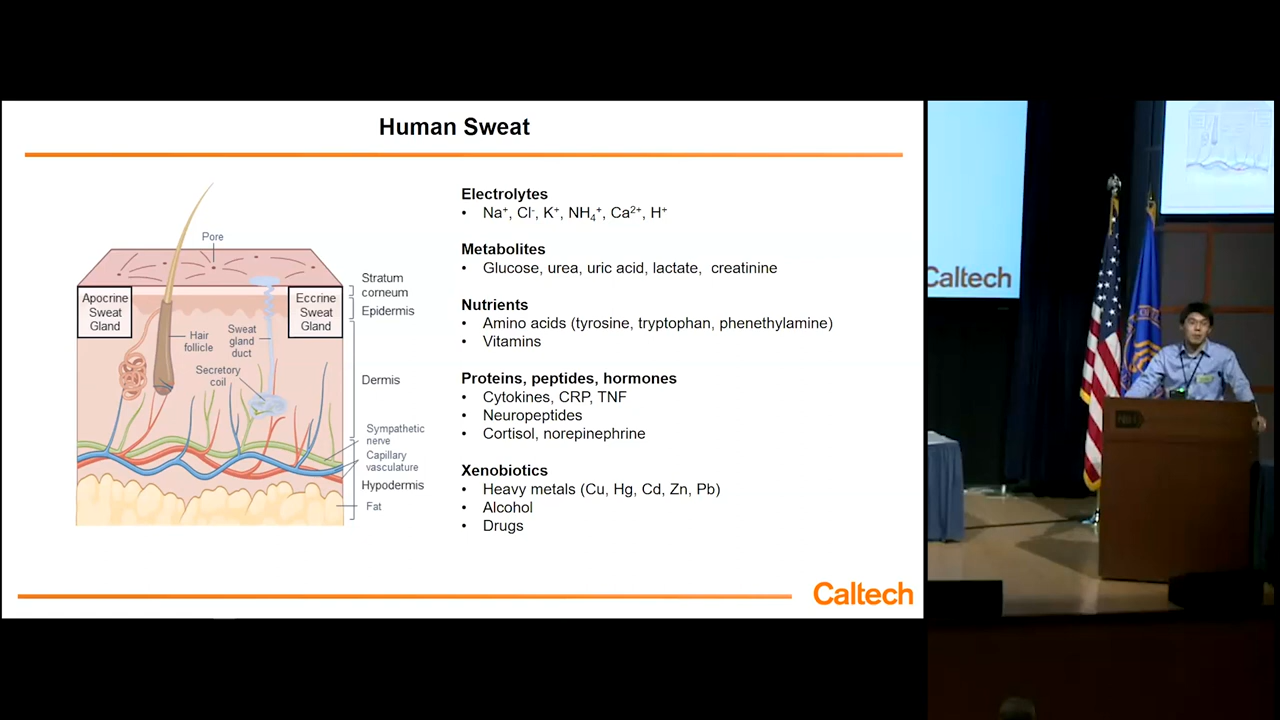 Human Sweat
Pore
Apocrine
Sweat
Gland
Eccrine
Sweat
Gland
Hair
follicle
Sweat
gland
duct
Secretory
coil
Stratum
corneum
Epidermis
Dermis
Sympathetic
nerve
Capillary
vasculature
Hypodermis
Fat
Electrolytes
• Na⁺, Cl⁻, K⁺, NH₄⁺, Ca²⁺, H⁺
Metabolites
• Glucose, urea, uric acid, lactate, creatinine
Nutrients
• Amino acids (tyrosine, tryptophan, phenethylamine)
• Vitamins
Proteins, peptides, hormones
• Cytokines, CRP, TNF
• Neuropeptides
• Cortisol, norepinephrine
Xenobiotics
• Heavy metals (Cu, Hg, Cd, Zn, Pb)
• Alcohol
• Drugs
Caltech
Caltech